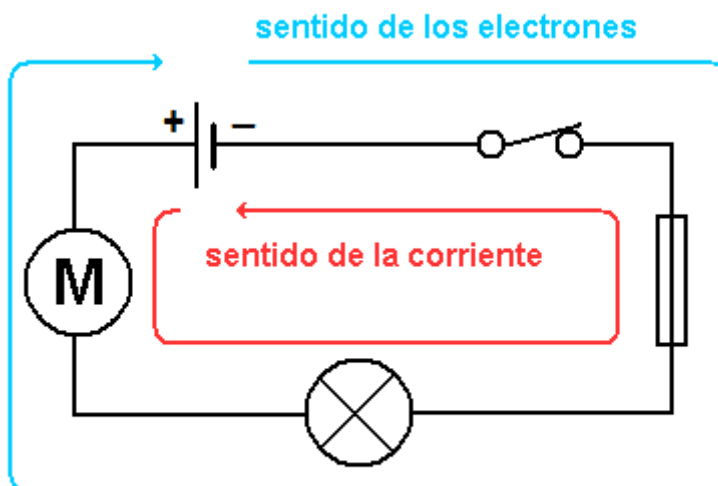 sentido de los electrones
+ –
sentido de la corriente
M